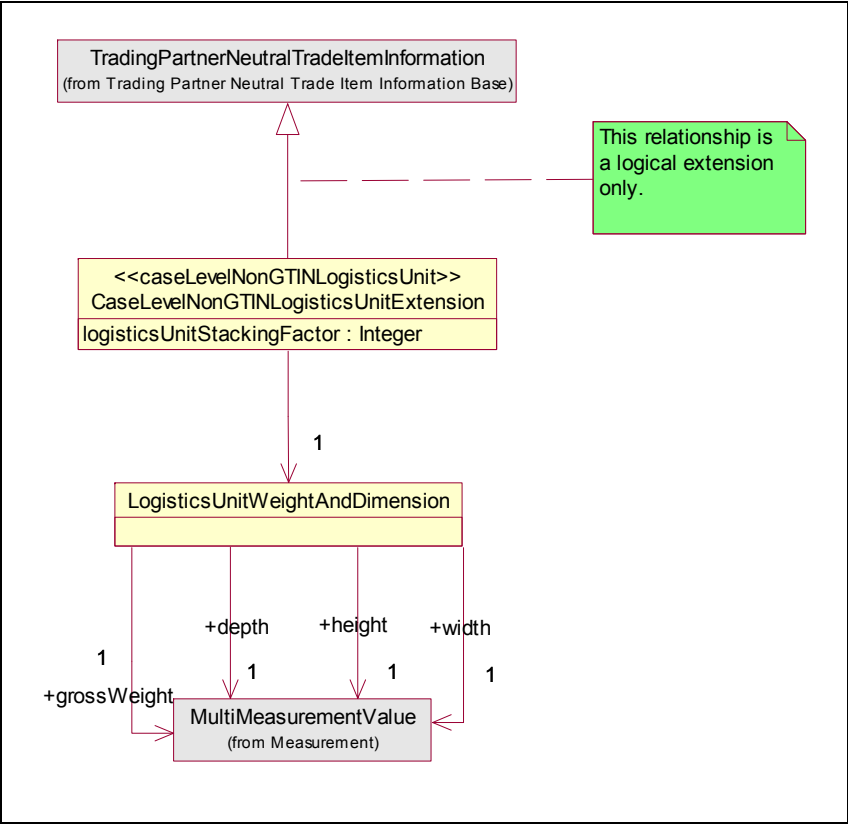 TradingPartnerNeutralTradeItemInformation
(from Trading Partner Neutral Trade Item Information Base)
This relationship is
a logical extension
only.
<<caseLevelNonGTINLogisticsUnit>>
CaseLevelNonGTINLogisticsUnitExtension
logisticsUnitStackingFactor : Integer
1
LogisticsUnitWeightAndDimension
+depth
+height
+width
1
1
1
1
+grossWeight
MultiMeasurementValue
(from Measurement)